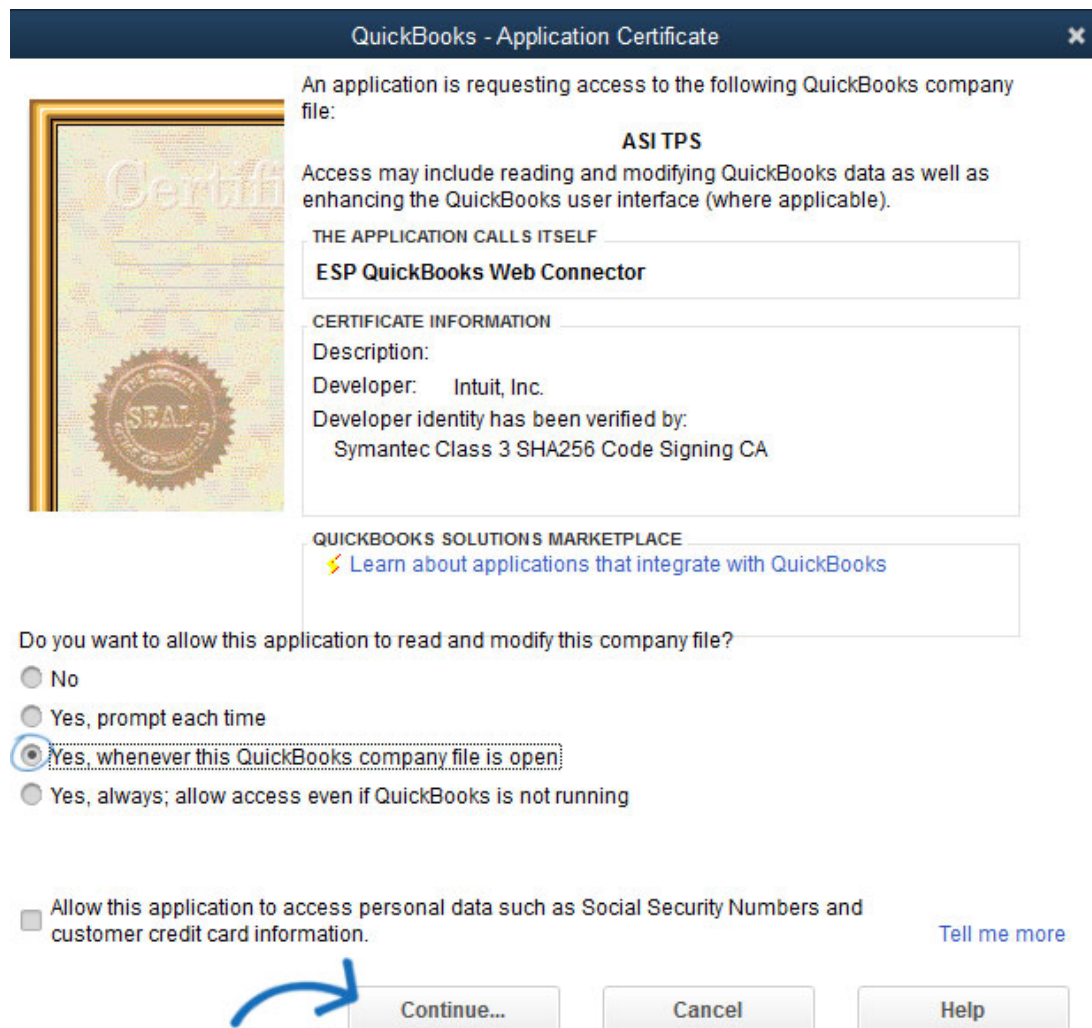 QuickBooks - Application Certificate
An application is requesting access to the following QuickBooks company
file:
ASI TPS
Access may include reading and modifying QuickBooks data as well as
enhancing the QuickBooks user interface (where applicable).
THE APPLICATION CALLS ITSELF
ESP QuickBooks Web Connector
Certifi
CERTIFICATE INFORMATION
Description:
Developer: Intuit, Inc.
Developer identity has been verified by:
Symantec Class 3 SHA256 Code Signing CA
THE OFFICIAL
SEAL
QUICKBOOKS SOLUTIONS MARKETPLACE
Learn about applications that integrate with QuickBooks
Do you want to allow this application to read and modify this company file?
No
Yes, prompt each time
Yes, whenever this QuickBooks company file is open
Yes, always; allow access even if QuickBooks is not running
Allow this application to access personal data such as Social Security Numbers and
customer credit card information.
Tell me more
Continue...
Cancel
Help